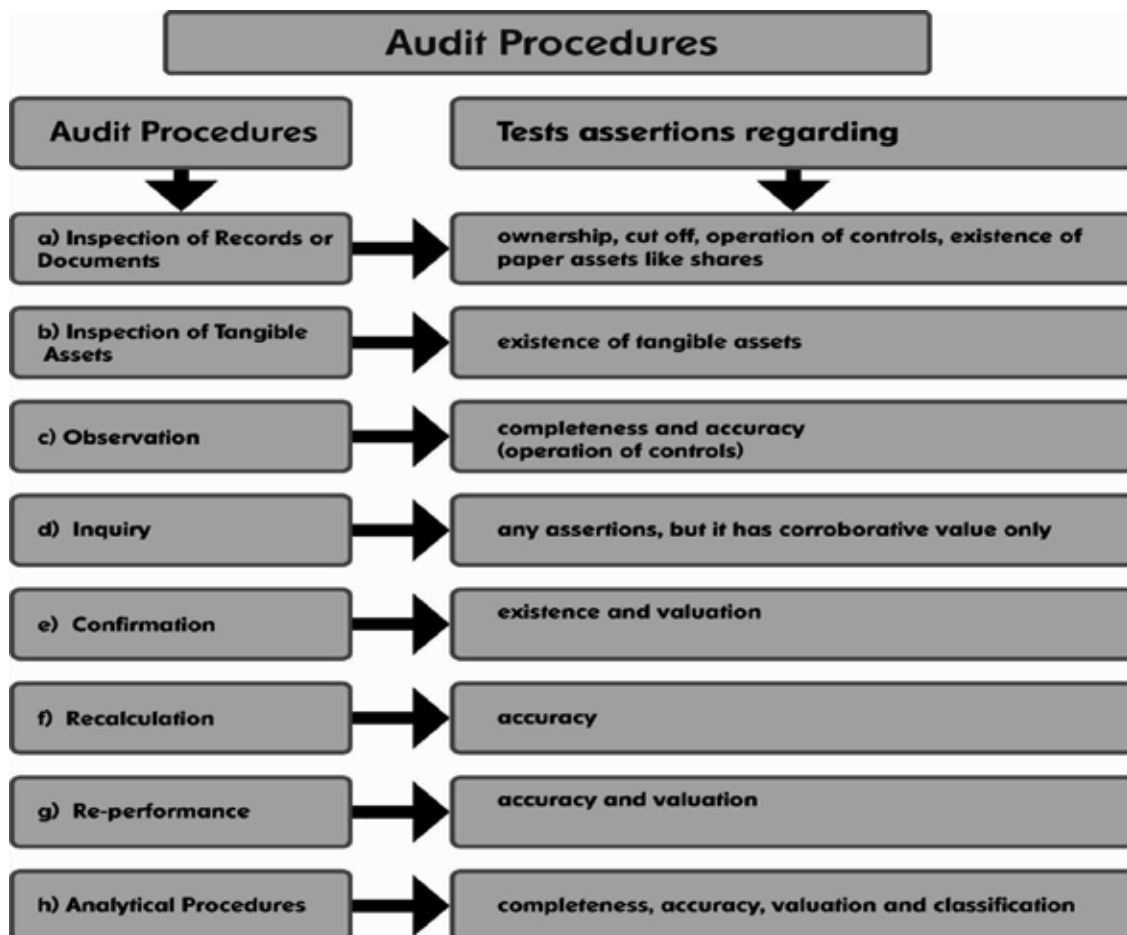 Audit Procedures
Audit Procedures
Tests assertions regarding
a) Inspection of Records or
Documents
ownership, cut off, operation of controls, existence of
paper assets like shares
b) Inspection of Tangible
Assets
existence of tangible assets
c) Observation
completeness and accuracy
(operation of controls)
d) Inquiry
any assertions, but it has corroborative value only
e) Confirmation
existence and valuation
f) Recalculation
accuracy
g) Re-performance
accuracy and valuation
h) Analytical Procedures
completeness, accuracy, valuation and classification